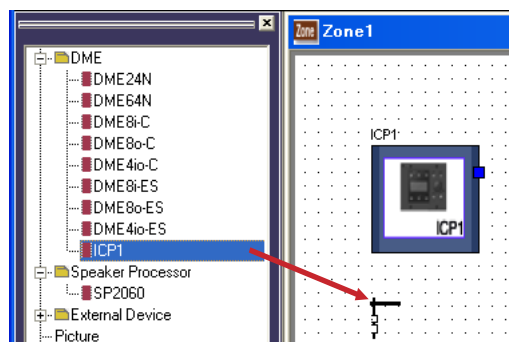 DME
DME24N
DME64N
DME8i-C
DME8o-C
DME4io-C
DME8i-ES
DME8o-ES
DME4io-ES
ICP1
Speaker Processor
SP2060
External Device
Picture
Zone Zone1
ICP1
ICP1